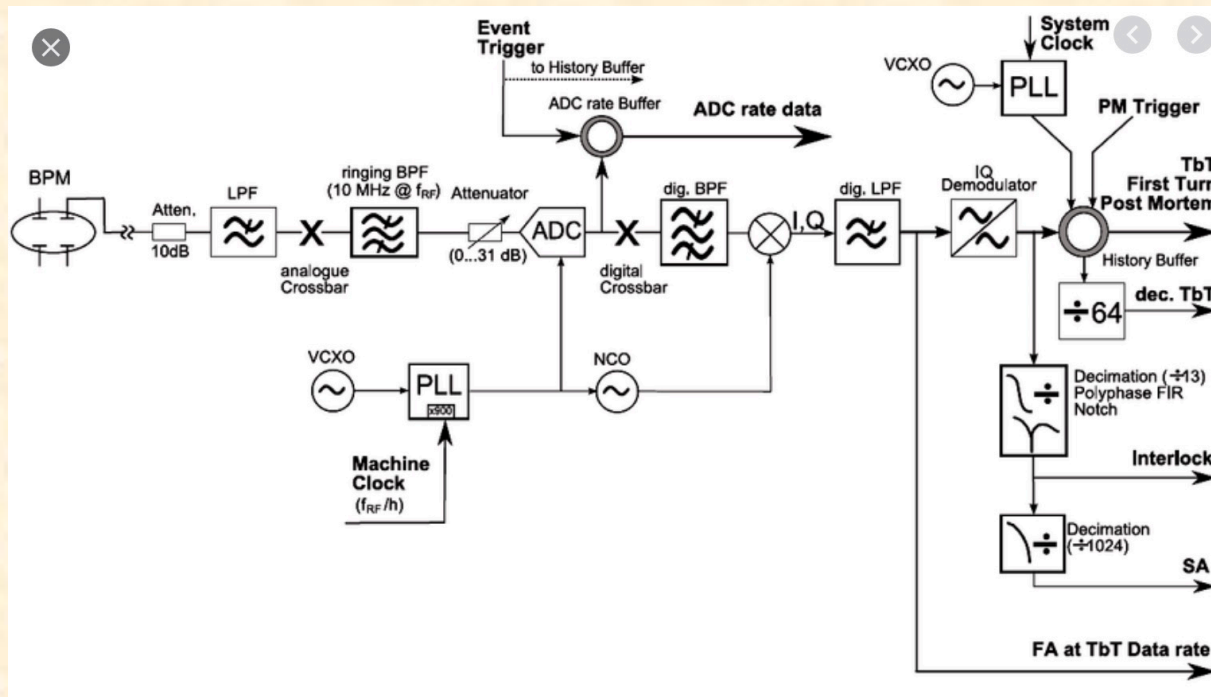 Event
Trigger
to History Buffer
ADC rate Buffer
ADC rate data
System
Clock
VCXO
PLL
PM Trigger
BPM
Atten.
10dB
LPF
analogue
Crossbar
ringing BPF
(10 MHz @ fRF)
Attenuator
(0...31 dB)
ADC
digital
Crossbar
dig. BPF
I,Q
dig. LPF
IQ
Demodulator
TbT
First Turn
Post Mortem
History Buffer
÷64
dec. TbT
VCXO
PLL
x900
NCO
Machine
Clock
(fRF/h)
Decimation (÷13)
Polyphase FIR
Notch
÷
Interlock
Decimation
(÷1024)
÷
SA
FA at TbT Data rate